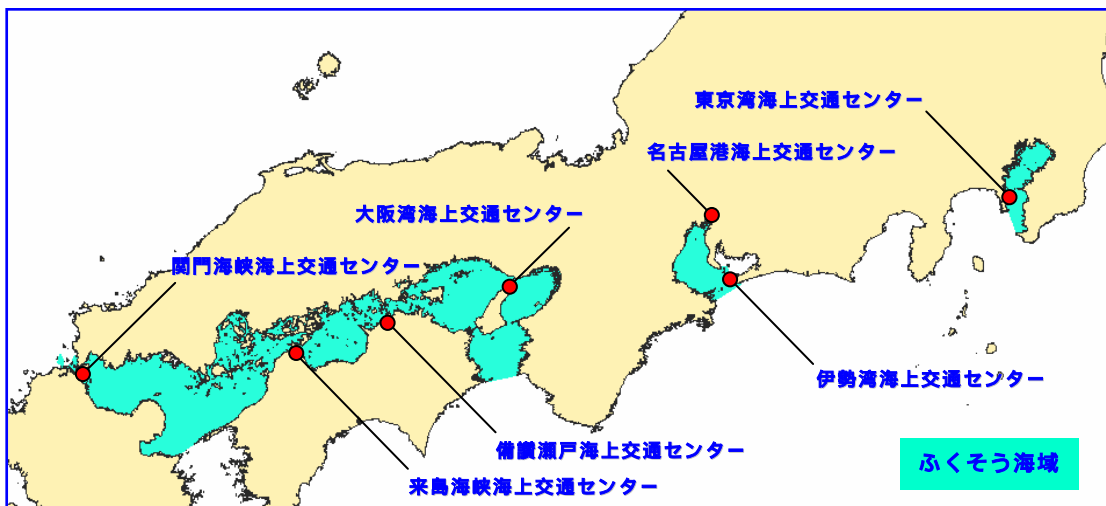 東京湾海上交通センター
名古屋港海上交通センター
大阪湾海上交通センター
関門海峡海上交通センター
伊勢湾海上交通センター
備讃瀬戸海上交通センター
来島海峡海上交通センター
ふくそう海域